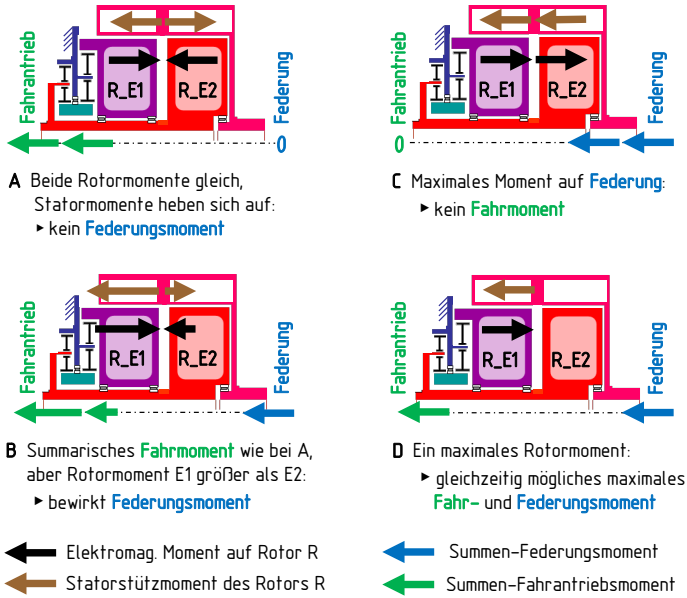 Fahrantrieb
R_E1
R_E2
Federung
0
A Beide Rotormomente gleich,
Statormomente heben sich auf:
▸ kein Federungsmoment
Fahrantrieb
0
R_E1
R_E2
Federung
C Maximales Moment auf Federung:
▸ kein Fahrmoment
Fahrantrieb
R_E1
R_E2
Federung
B Summarisches Fahrmoment wie bei A,
aber Rotormoment E1 größer als E2:
▸ bewirkt Federungsmoment
Fahrantrieb
R_E1
R_E2
Federung
D Ein maximales Rotormoment:
▸ gleichzeitig mögliches maximales
Fahr- und Federungsmoment
Elektromag. Moment auf Rotor R
Statorstützmoment des Rotors R
Summen-Federungsmoment
Summen-Fahrantriebsmoment